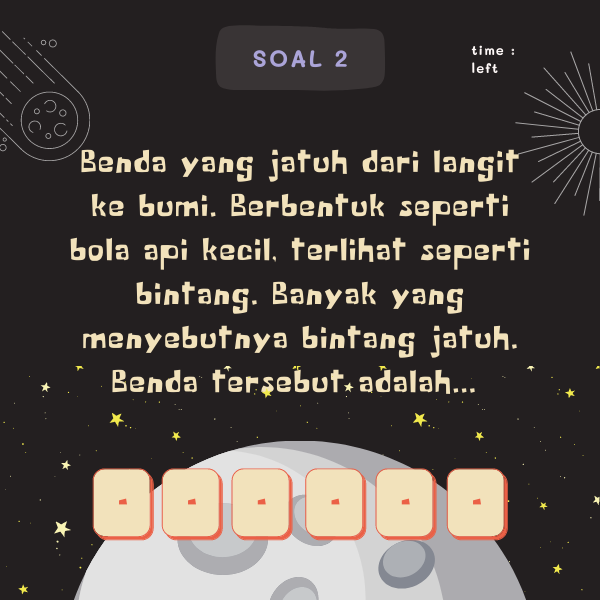 SOAL 2
time :
left
Benda yang jatuh dari langit
ke bumi. Berbentuk seperti
bola api kecil, terlihat seperti
bintang. Banyak yang
menyebutnya bintang jatuh.
Benda tersebut adalah...
- - - - - -